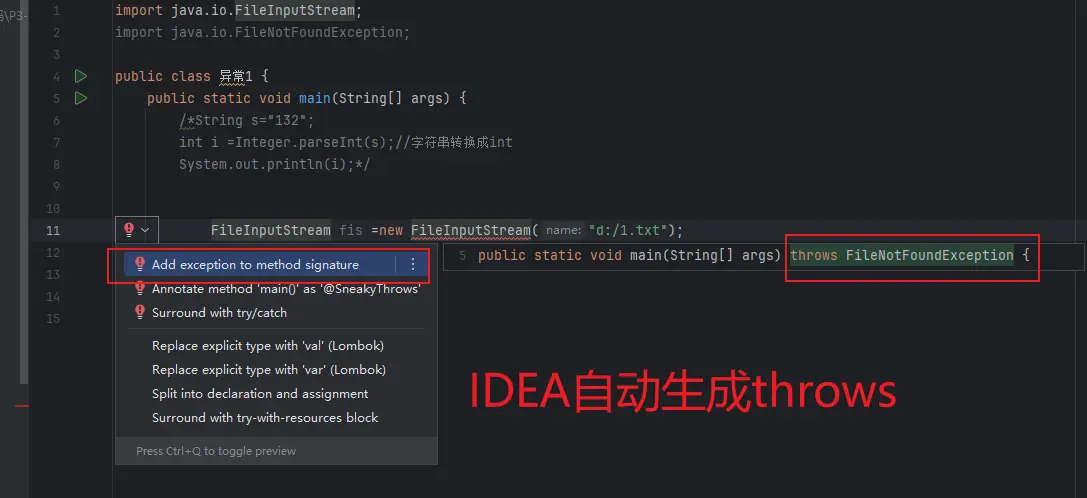 1 import java.io.FileInputStream;
2 import java.io.FileNotFoundException;
3
4 public class 异常1 {
5 public static void main(String[] args) {
6 /*String s="132";
7 int i =Integer.parseInt(s);//字符串转换成int
8 System.out.println(i);*/
9
10
11 FileInputStream fis =new FileInputStream( name: "d:/1.txt");
12
13
14
15
Add exception to method signature
Annotate method 'main()' as '@SneakyThrows'
Surround with try/catch
Replace explicit type with 'val' (Lombok)
Replace explicit type with 'var' (Lombok)
Split into declaration and assignment
Surround with try-with-resources block
Press Ctrl+Q to toggle preview
5 public static void main(String[] args) throws FileNotFoundException {
IDEA自动生成throws